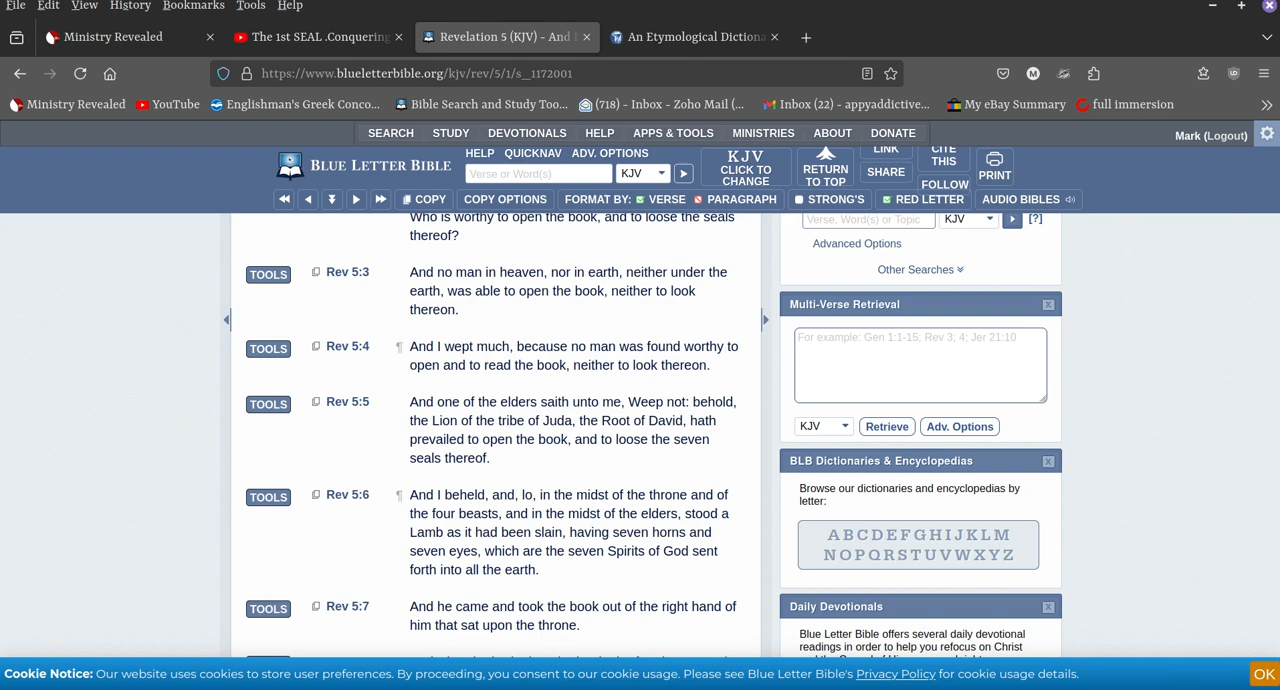 File Edit View History Bookmarks Tools Help
Ministry Revealed
The 1st SEAL .Conquering
Revelation 5 (KJV) - And I
An Etymological Dictiona
https://www.blueletterbible.org/kjv/rev/5/1/s_1172001
Ministry Revealed YouTube Englishman's Greek Conco... Bible Search and Study Too... (718) - Inbox - Zoho Mail (... Inbox (22) - appyaddictive... My eBay Summary full immersion
SEARCH STUDY DEVOTIONALS HELP APPS & TOOLS MINISTRIES ABOUT DONATE
Mark (Logout)
BLUE LETTER BIBLE
HELP QUICKNAV ADV. OPTIONS
Verse or Word(s) KJV
KJV
CLICK TO
CHANGE
RETURN
TO TOP
LINK
SHARE
CITE
THIS
FOLLOW
PRINT
COPY COPY OPTIONS FORMAT BY: VERSE PARAGRAPH STRONG'S RED LETTER AUDIO BIBLES
Who is worthy to open the book, and to loose the seals
thereof?
TOOLS Rev 5:3 And no man in heaven, nor in earth, neither under the
earth, was able to open the book, neither to look
thereon.
TOOLS Rev 5:4 ¶ And I wept much, because no man was found worthy to
open and to read the book, neither to look thereon.
TOOLS Rev 5:5 And one of the elders saith unto me, Weep not: behold,
the Lion of the tribe of Juda, the Root of David, hath
prevailed to open the book, and to loose the seven
seals thereof.
TOOLS Rev 5:6 ¶ And I beheld, and, lo, in the midst of the throne and of
the four beasts, and in the midst of the elders, stood a
Lamb as it had been slain, having seven horns and
seven eyes, which are the seven Spirits of God sent
forth into all the earth.
TOOLS Rev 5:7 And he came and took the book out of the right hand of
him that sat upon the throne.
Verse, Word(s) or Topic KJV [?]
Advanced Options
Other Searches
Multi-Verse Retrieval X
For example: Gen 1:1-15; Rev 3; 4; Jer 21:10
KJV Retrieve Adv. Options
BLB Dictionaries & Encyclopedias X
Browse our dictionaries and encyclopedias by
letter:
A B C D E F G H I J K L M
N O P Q R S T U V W X Y Z
Daily Devotionals X
Blue Letter Bible offers several daily devotional
readings in order to help you refocus on Christ
Cookie Notice: Our website uses cookies to store user preferences. By proceeding, you consent to our cookie usage. Please see Blue Letter Bible's Privacy Policy for cookie usage details. OK